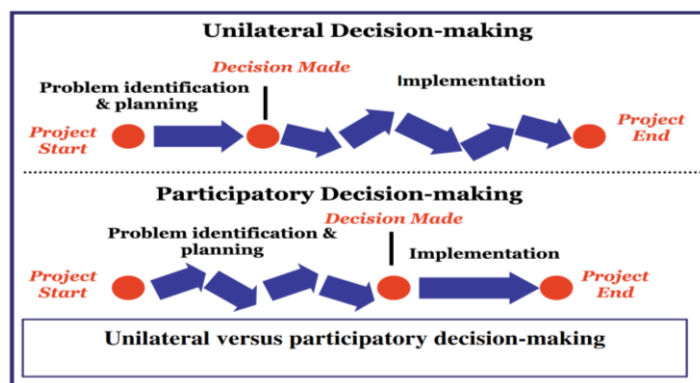 Unilateral Decision-making
Decision Made
Problem identification
& planning
Implementation
Project
Start
Project
End
Participatory Decision-making
Decision Made
Problem identification &
planning
Implementation
Project
Start
Project
End
Unilateral versus participatory decision-making